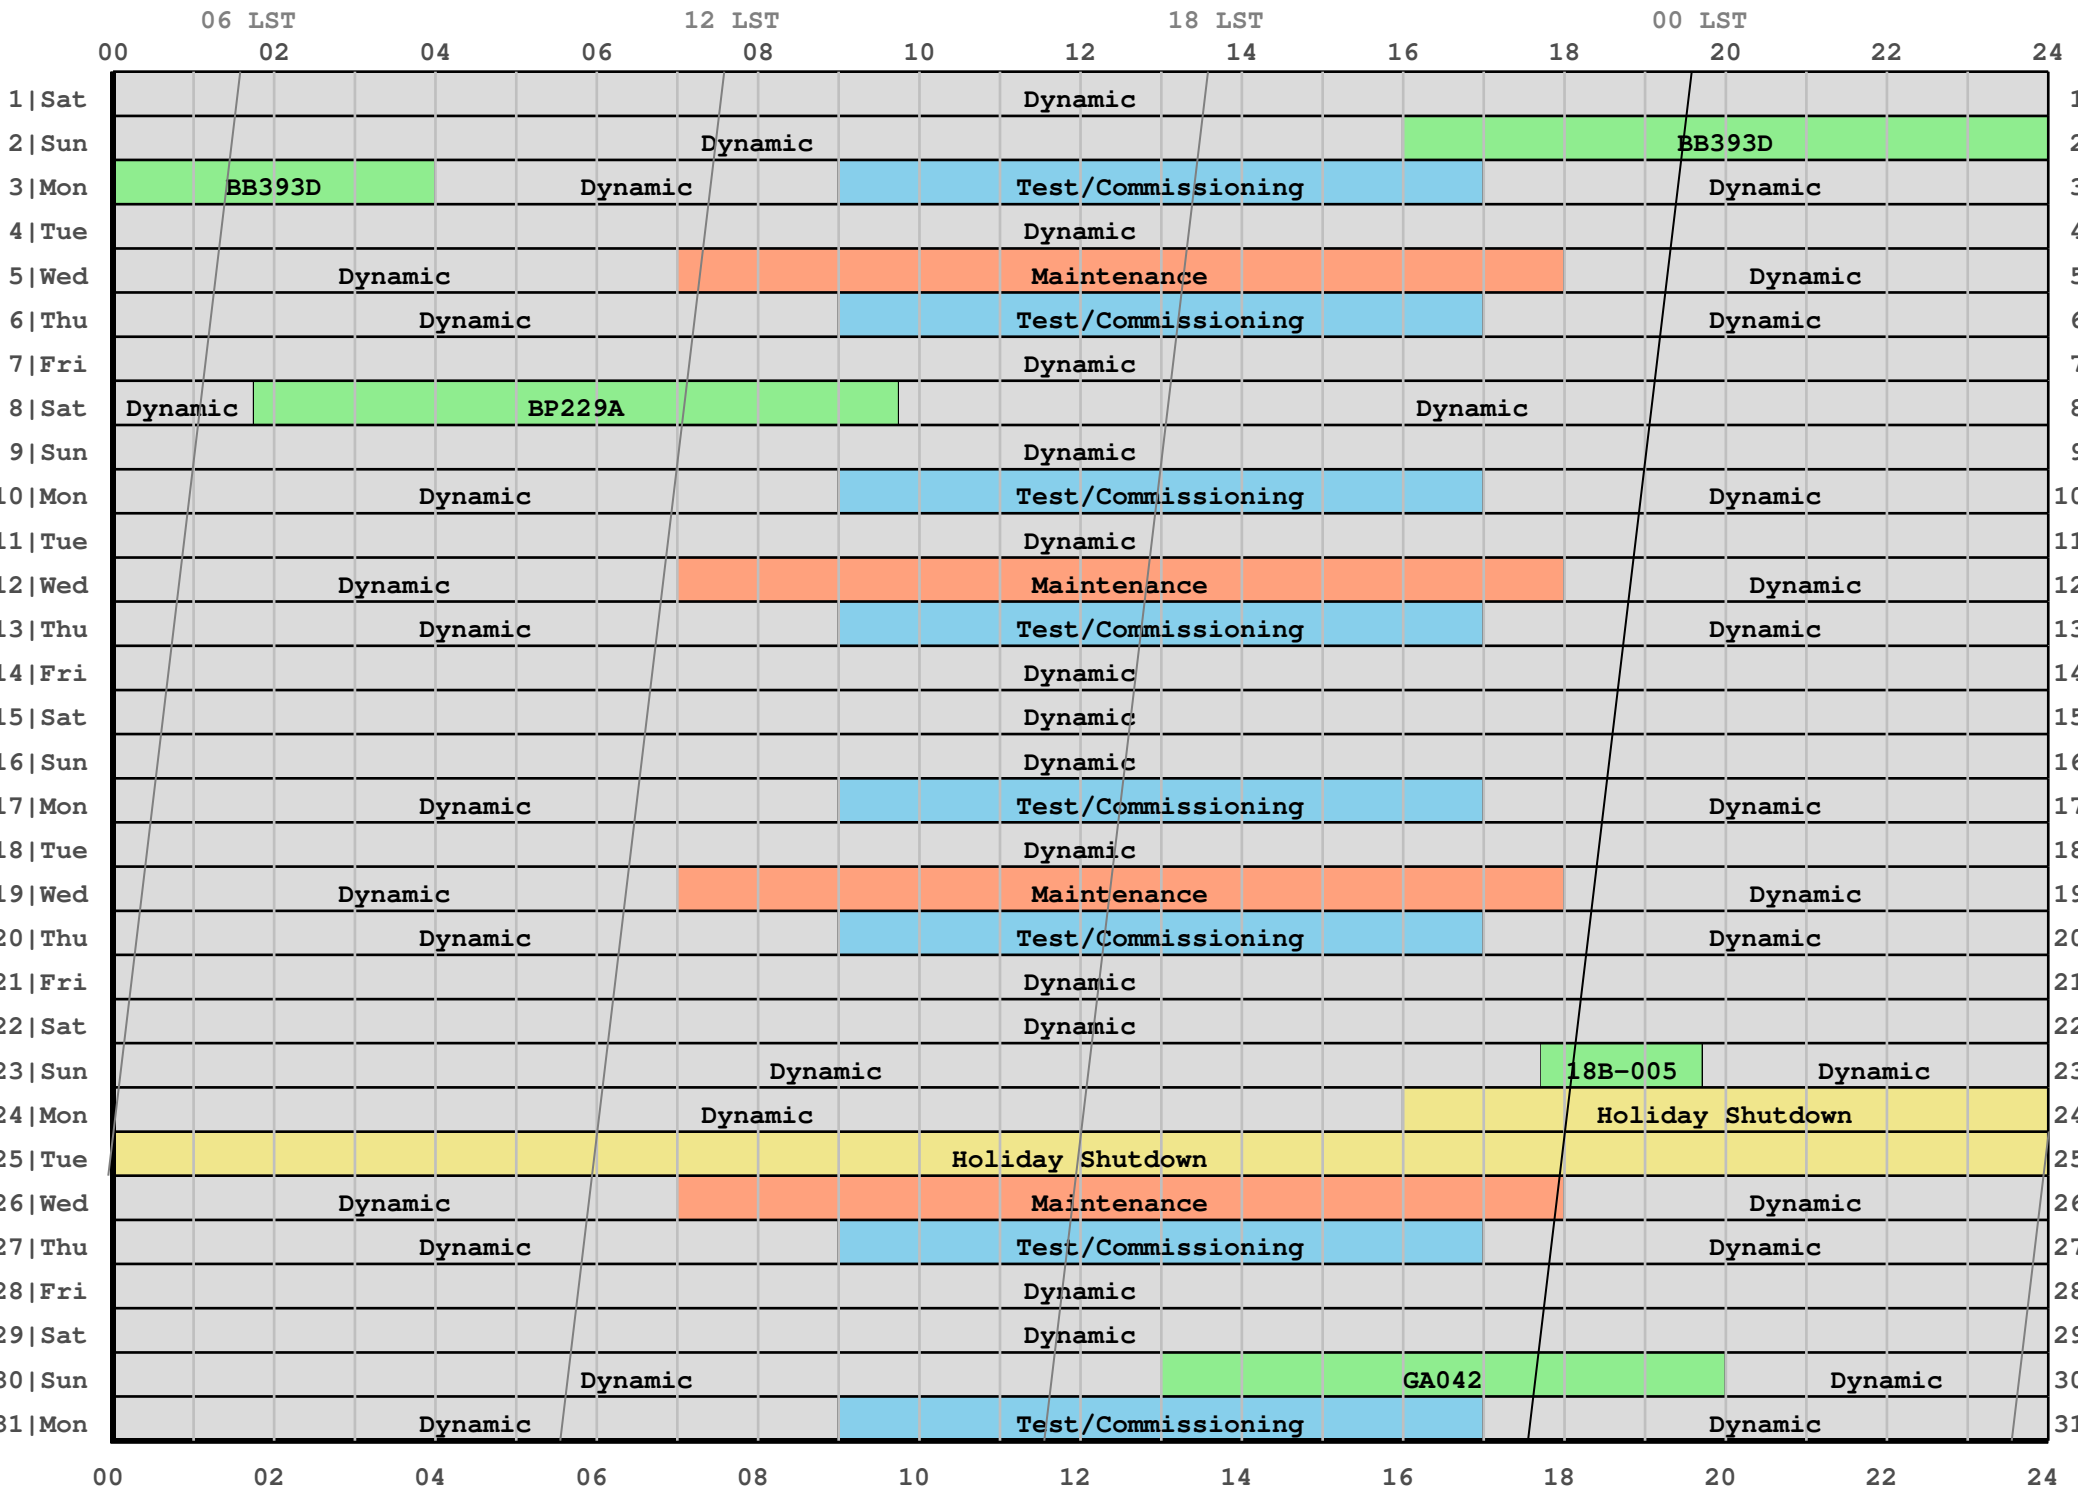 06 LST 12 LST 18 LST 00 LST
00 02 04 06 08 10 12 14 16 18 20 22 24
1|Sat Dynamic 1
2|Sun Dynamic BB393D 2
3|Mon BB393D Dynamic Test/Commissioning Dynamic 3
4|Tue Dynamic 4
5|Wed Dynamic Maintenance Dynamic 5
6|Thu Dynamic Test/Commissioning Dynamic 6
7|Fri Dynamic 7
8|Sat Dynamic BP229A Dynamic 8
9|Sun Dynamic 9
10|Mon Dynamic Test/Commissioning Dynamic 10
11|Tue Dynamic 11
12|Wed Dynamic Maintenance Dynamic 12
13|Thu Dynamic Test/Commissioning Dynamic 13
14|Fri Dynamic 14
15|Sat Dynamic 15
16|Sun Dynamic 16
17|Mon Dynamic Test/Commissioning Dynamic 17
18|Tue Dynamic 18
19|Wed Dynamic Maintenance Dynamic 19
20|Thu Dynamic Test/Commissioning Dynamic 20
21|Fri Dynamic 21
22|Sat Dynamic 22
23|Sun Dynamic 18B-005 Dynamic 23
24|Mon Dynamic Holiday Shutdown 24
25|Tue Holiday Shutdown 25
26|Wed Dynamic Maintenance Dynamic 26
27|Thu Dynamic Test/Commissioning Dynamic 27
28|Fri Dynamic 28
29|Sat Dynamic 29
30|Sun Dynamic GA042 Dynamic 30
31|Mon Dynamic Test/Commissioning Dynamic 31
00 02 04 06 08 10 12 14 16 18 20 22 24